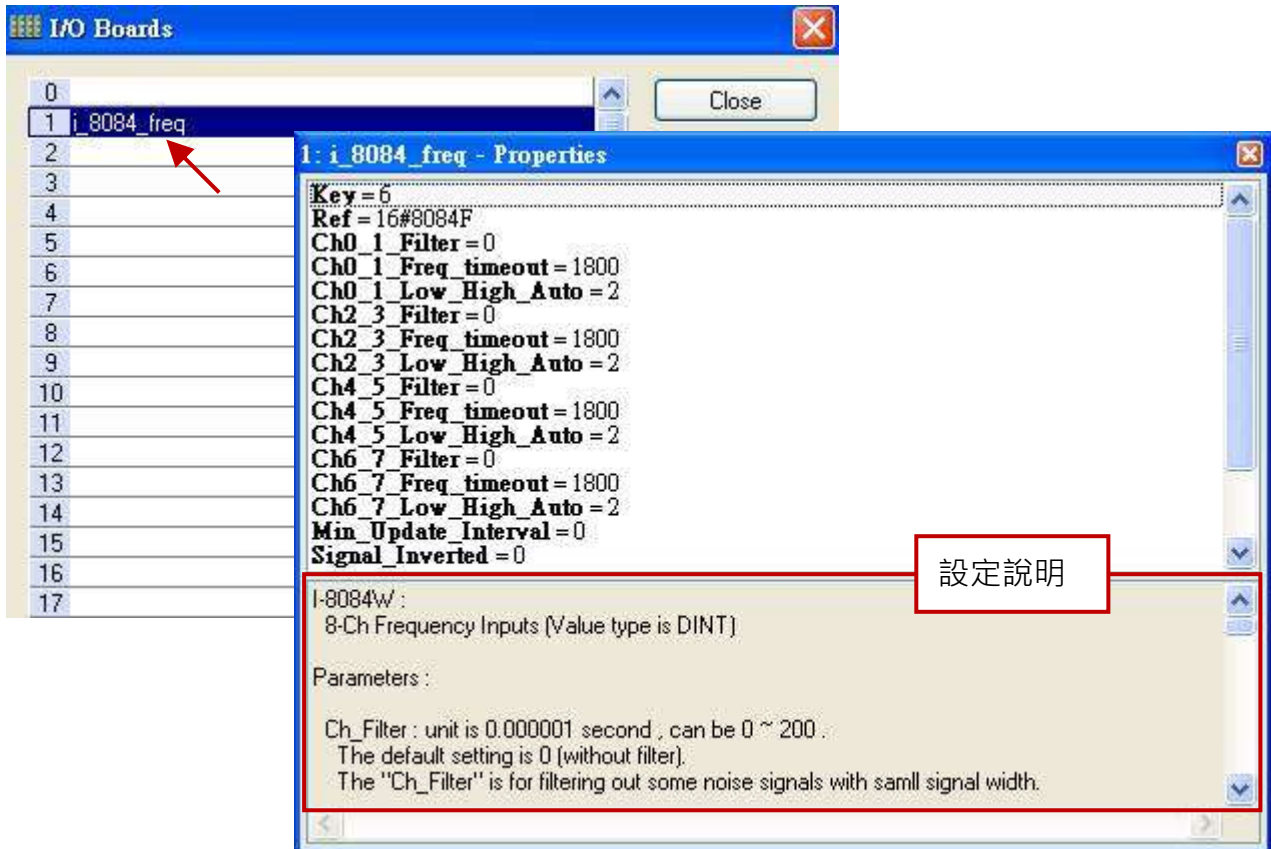 I/O Boards
Close
0
1 i_8084_freq
2
3
4
5
6
7
8
9
10
11
12
13
14
15
16
17
1: i_8084_freq - Properties
Key = 6
Ref = 16#8084F
Ch0_1_Filter = 0
Ch0_1_Freq_timeout = 1800
Ch0_1_Low_High_Auto = 2
Ch2_3_Filter = 0
Ch2_3_Freq_timeout = 1800
Ch2_3_Low_High_Auto = 2
Ch4_5_Filter = 0
Ch4_5_Freq_timeout = 1800
Ch4_5_Low_High_Auto = 2
Ch6_7_Filter = 0
Ch6_7_Freq_timeout = 1800
Ch6_7_Low_High_Auto = 2
Min_Update_Interval = 0
Signal_Inverted = 0
設定說明
I-8084W :
8-Ch Frequency Inputs (Value type is DINT)
Parameters :
Ch_Filter : unit is 0.000001 second , can be 0 ~ 200 .
The default setting is 0 (without filter).
The "Ch_Filter" is for filtering out some noise signals with samll signal width.